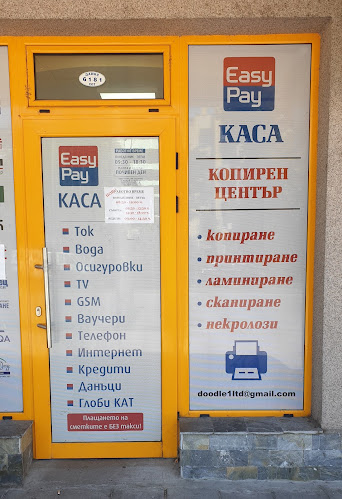 6181
Easy
Pay
КАСА
Ток
Вода
Осигуровки
TV
GSM
Ваучери
Телефон
Интернет
Кредити
Данъци
Глоби КАТ
Плащането на
сметките е БЕЗ такси!
Easy
Pay
КАСА
КОПИРЕН
ЦЕНТЪР
копиране
принтиране
ламиниране
сканиране
некролози
doodle1ltd@gmail.com